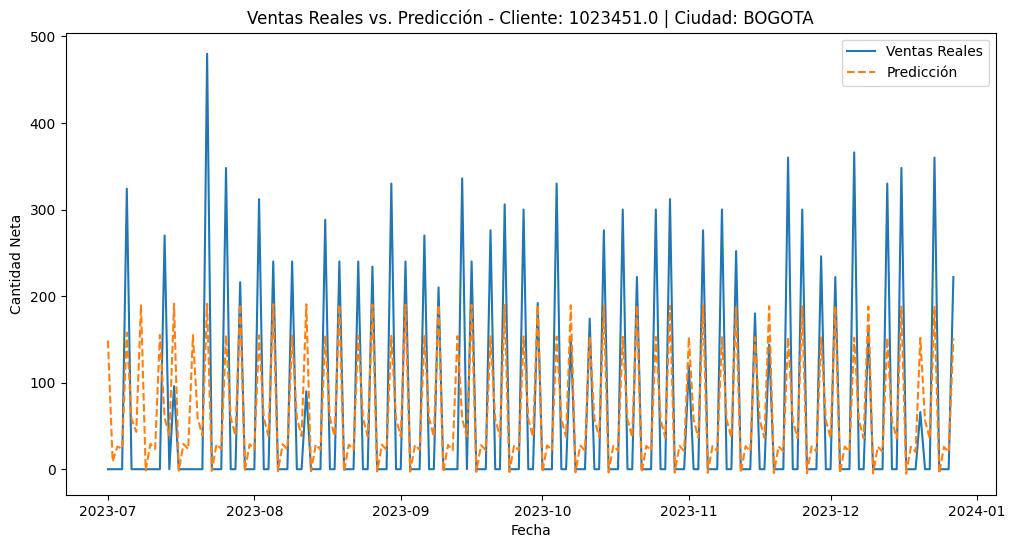 Ventas Reales vs. Predicción - Cliente: 1023451.0 | Ciudad: BOGOTA
Ventas Reales
Predicción
Cantidad Neta
500
400
300
200
100
0
2023-07
2023-08
2023-09
2023-10
2023-11
2023-12
2024-01
Fecha